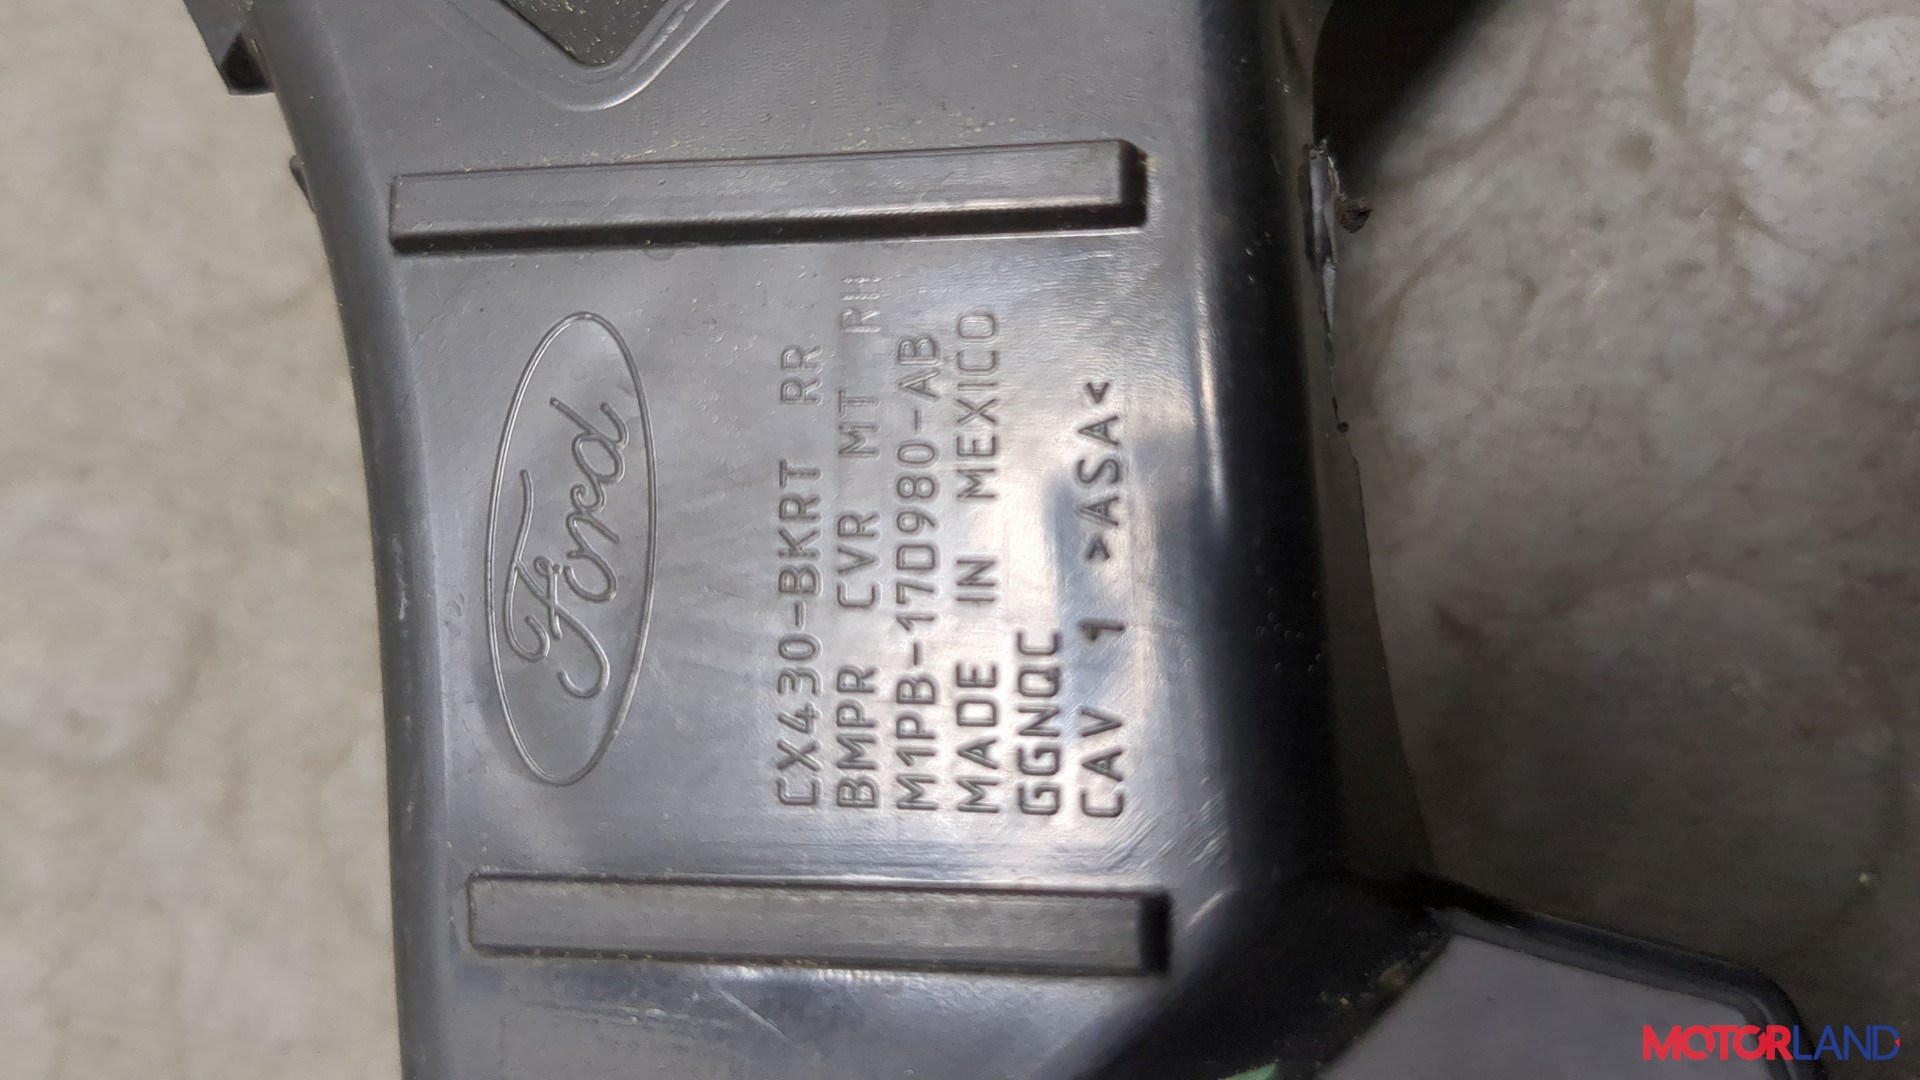 Ford
CX430-BKRT RR
BMPR CVR MT RH
M1PB-17D980-AB
MADE IN MEXICO
GGNQC
CAV 1 >ASA<
MOTORLAND